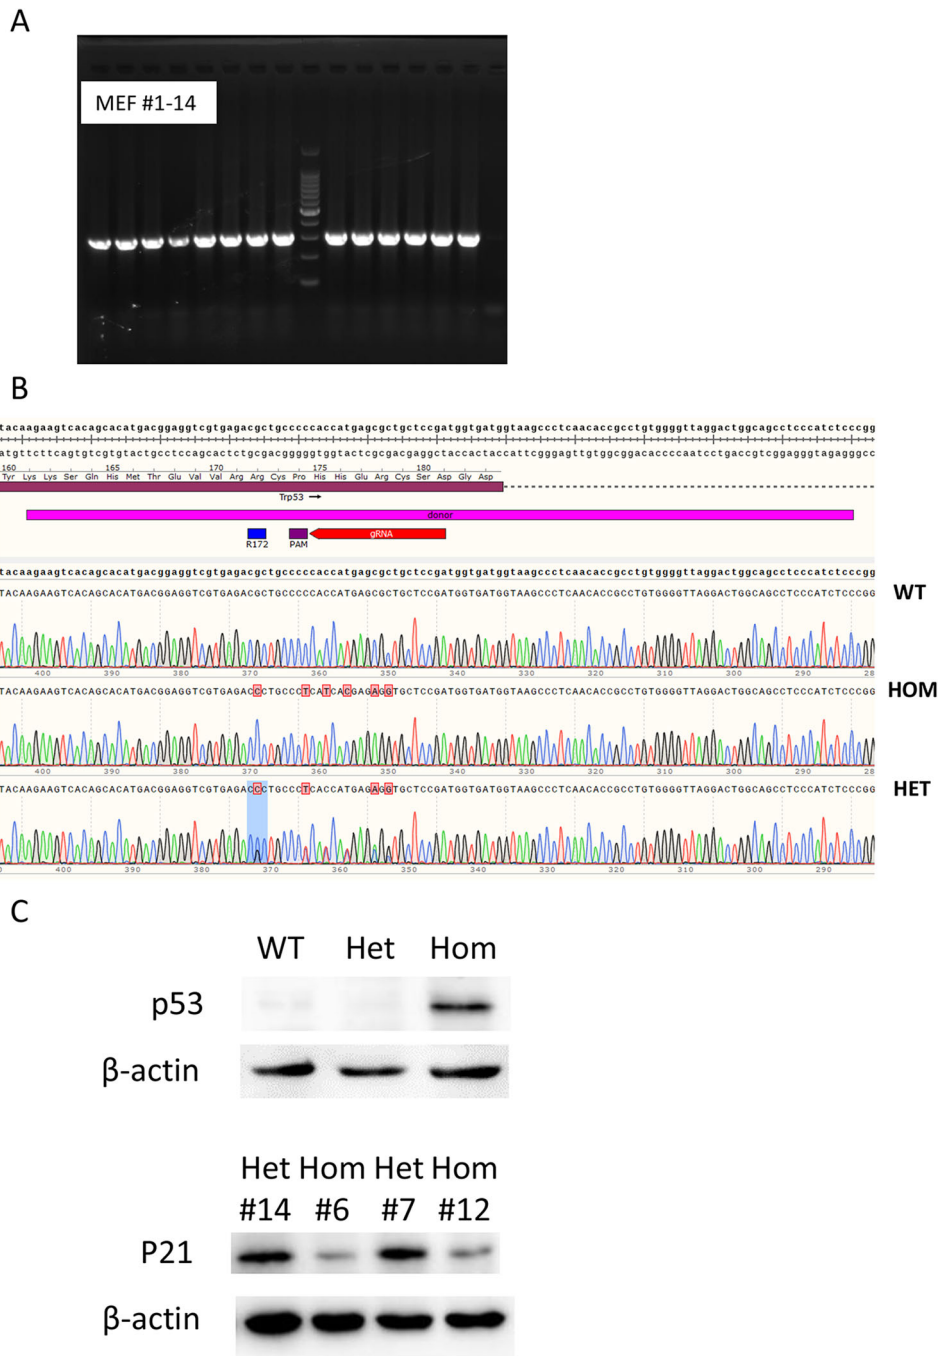 A
MEF #1-14
B
tacaagaagtcacagcacatgacggaggtcgtgagacgctgcccccaccatgagcgctgctccgatggtgatggtaagccctcaacaccgcctgtggggttaggactggcagcctcccatctcccgg
atgttcttcagtgtcgtgtactgcctccagcactctgcgacgggggtggtactcgcgacgaggctaccactaccattcgggagttgtggcggacaccccaatcctgaccgtcggagggtagagggcc
160 165 170 175 180
Tyr Lys Lys Ser Gln His Met Thr Glu Val Val Arg Arg Cys Pro His His Glu Arg Cys Ser Asp Gly Asp
Trp53
donor
R172 PAM gRNA
tacaagaagtcacagcacatgacggaggtcgtgagacgctgcccccaccatgagcgctgctccgatggtgatggtaagccctcaacaccgcctgtggggttaggactggcagcctcccatctcccgg
TACAAGAAGTCACAGCACATGACGGAGGTCGTGAGACGCTGCCCCCACCATGAGCGCTGCTCCGATGGTGATGGTAAGCCCTCAACACCGCCTGTGGGGTTAGGACTGGCAGCCTCCCATCTCCCGG WT
400 390 380 370 360 350 340 330 320 310 300 290
TACAAGAAGTCACAGCACATGACGGAGGTCGTGAGACCCTGCCCTCATCACGAGAGGTGCTCCGATGGTGATGGTAAGCCCTCAACACCGCCTGTGGGGTTAGGACTGGCAGCCTCCCATCTCCCGG HOM
400 390 380 370 360 350 340 330 320 310 300 290 28
TACAAGAAGTCACAGCACATGACGGAGGTCGTGAGACCCTGCCCTCACCATGAGAGGTGCTCCGATGGTGATGGTAAGCCCTCAACACCGCCTGTGGGGTTAGGACTGGCAGCCTCCCATCTCCCGG HET
400 390 380 370 360 350 340 330 320 310 300 290
C
WT Het Hom
p53
β-actin
Het Hom Het Hom
#14 #6 #7 #12
P21
β-actin